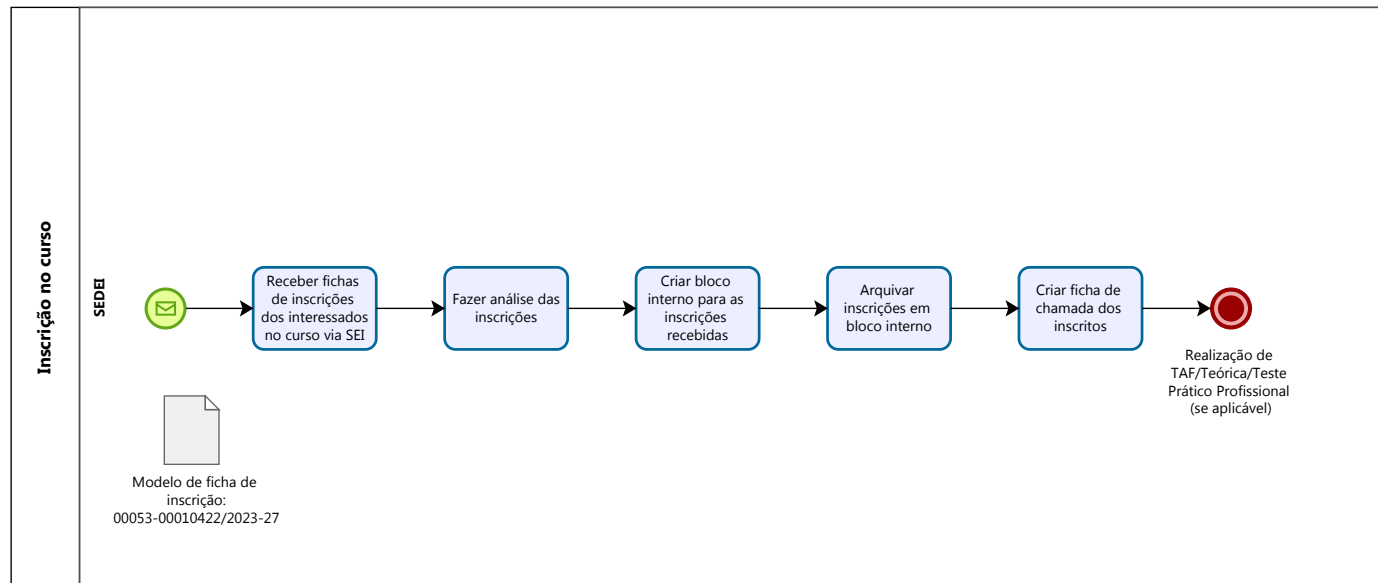 Inscrição no curso
SEDEI
Receber fichas
de inscrições
dos interessados
no curso via SEI
Fazer análise das
inscrições
Criar bloco
interno para as
inscrições
recebidas
Arquivar
inscrições em
bloco interno
Criar ficha de
chamada dos
inscritos
Realização de
TAF/Teórica/Teste
Prático Profissional
(se aplicável)
Modelo de ficha de
inscrição:
00053-00010422/2023-27